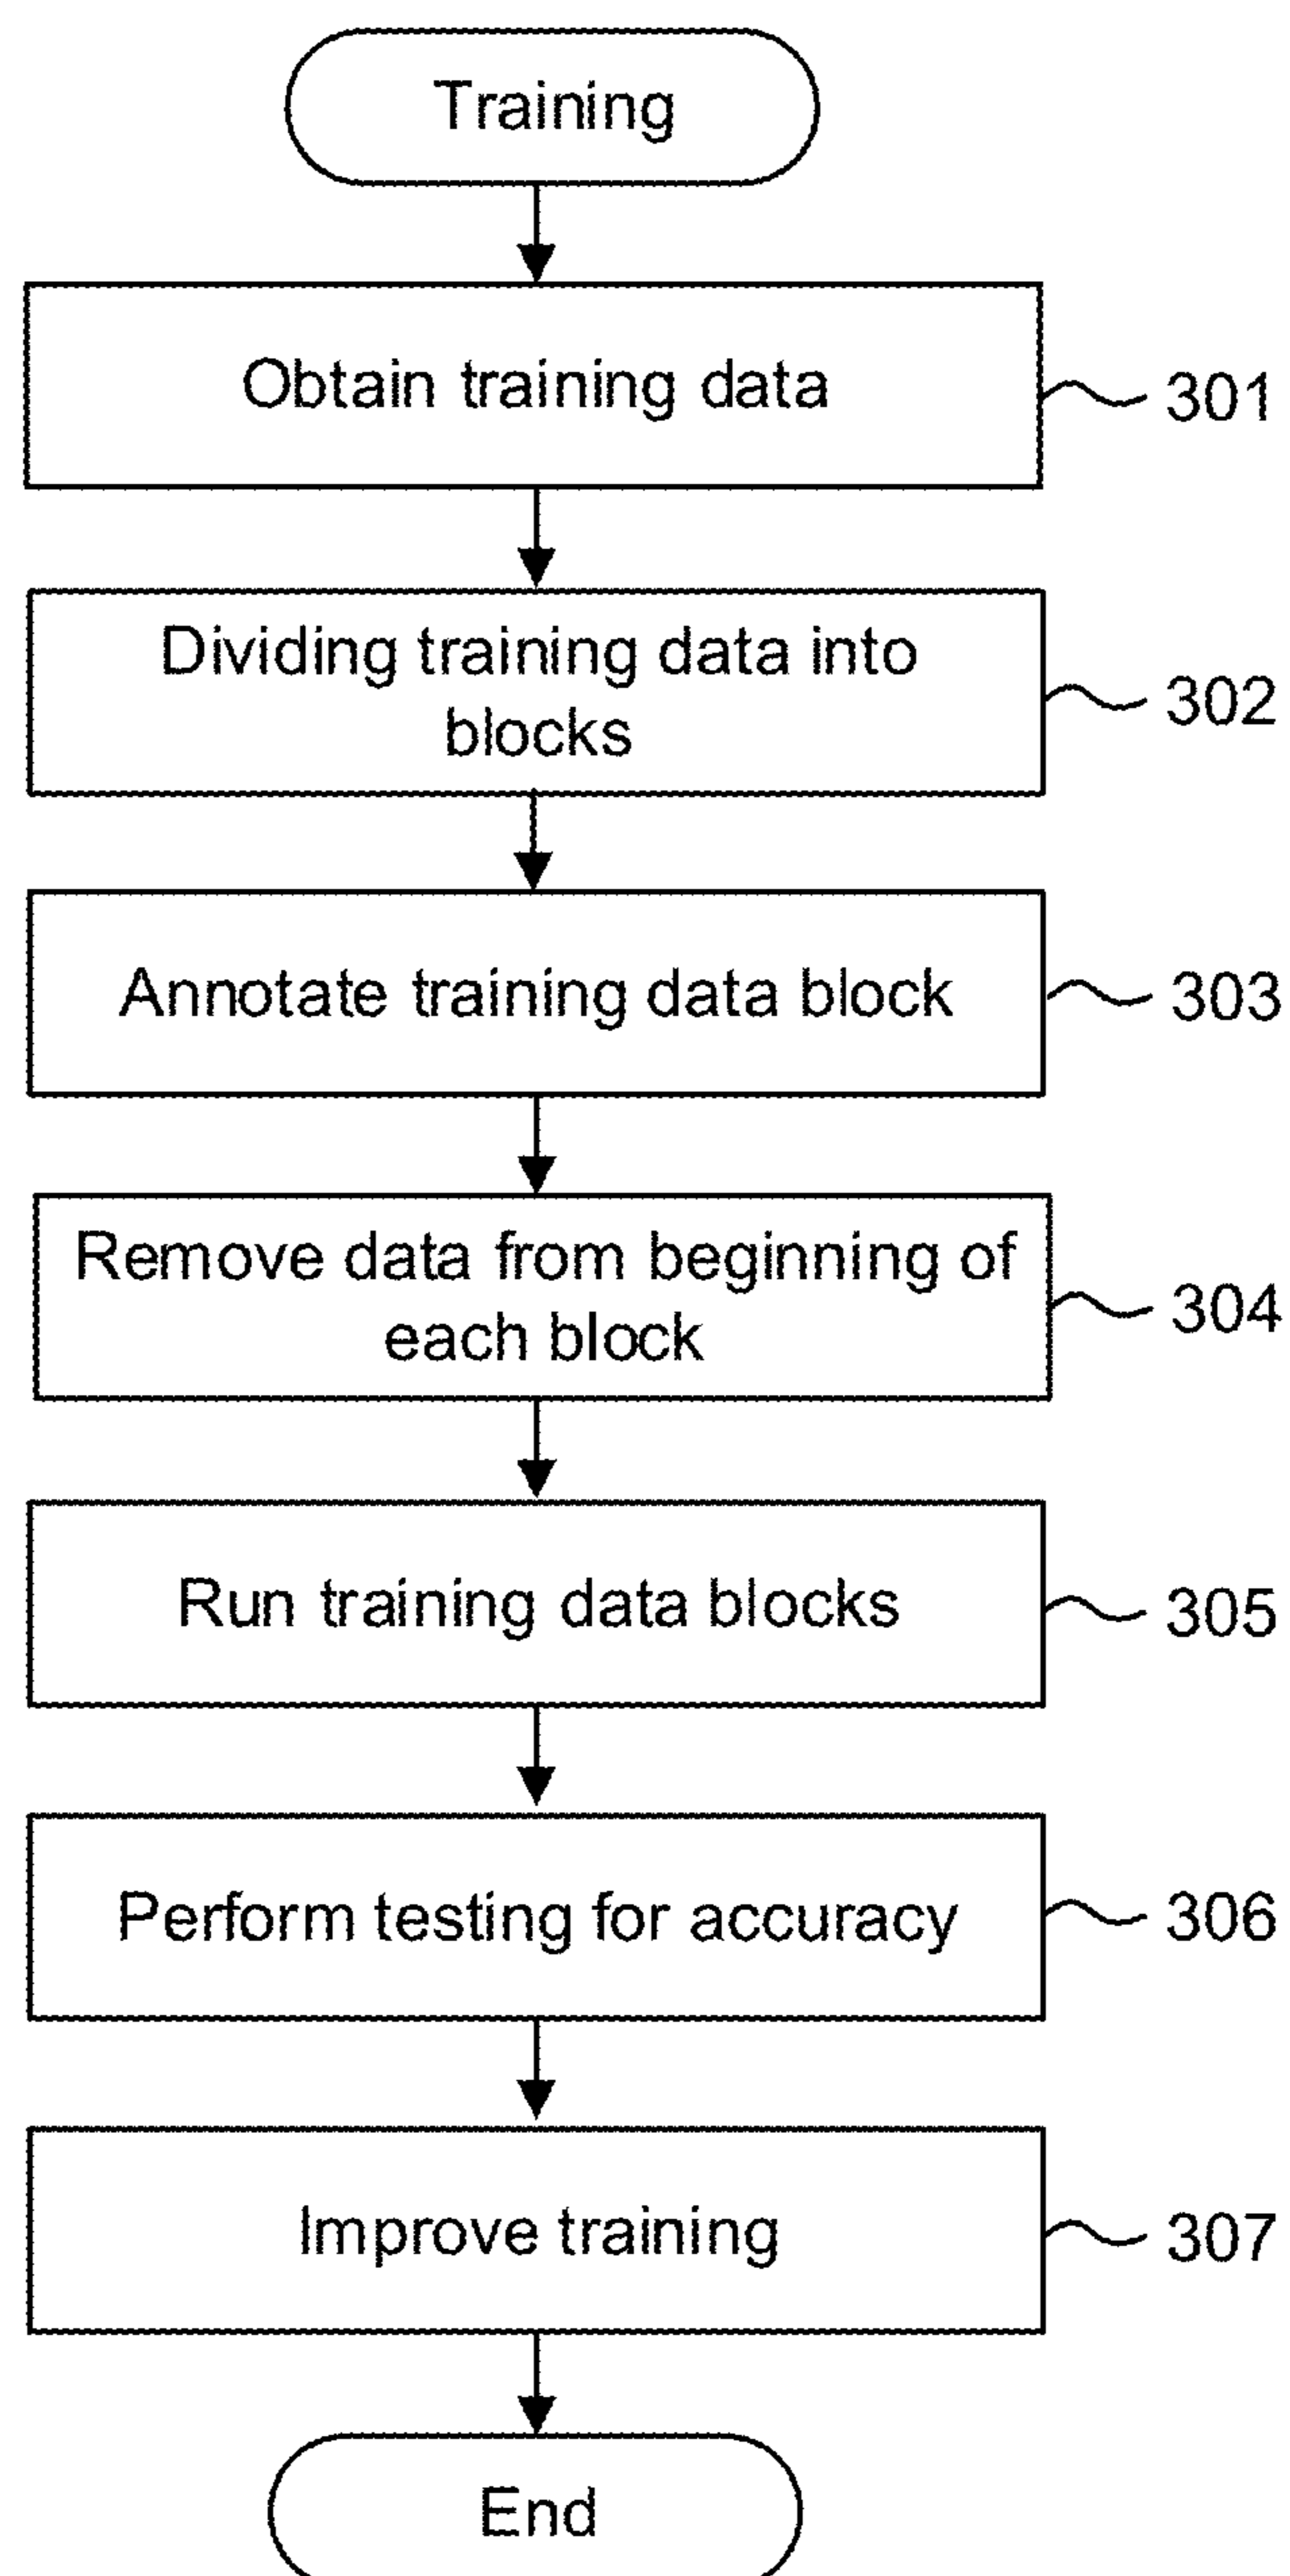 Training
Obtain training data
301
Dividing training data into
blocks
302
Annotate training data block
303
Remove data from beginning of
each block
304
Run training data blocks
305
Perform testing for accuracy
306
Improve training
307
End